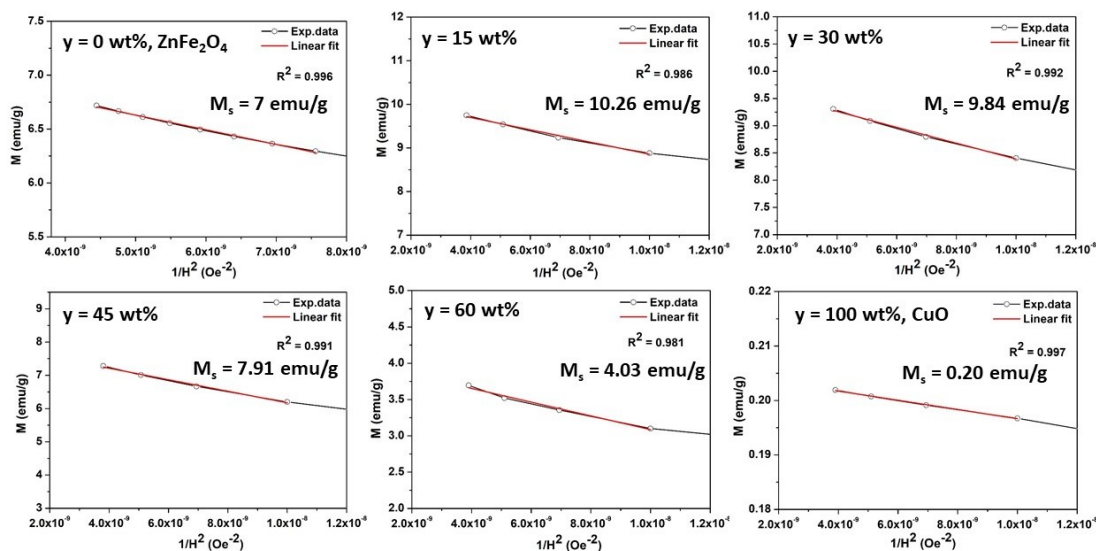 y = 0 wt%, ZnFe₂O₄
Exp.data
Linear fit
R² = 0.996
Mₛ = 7 emu/g
M (emu/g)
7.5
7.0
6.5
6.0
5.5
4.0x10⁻⁹ 5.0x10⁻⁹ 6.0x10⁻⁹ 7.0x10⁻⁹ 8.0x10⁻⁹
1/H² (Oe⁻²)
y = 15 wt%
Exp.data
Linear fit
R² = 0.986
Mₛ = 10.26 emu/g
M (emu/g)
12
11
10
9
8
7
2.0x10⁻⁹ 4.0x10⁻⁹ 6.0x10⁻⁹ 8.0x10⁻⁹ 1.0x10⁻⁸ 1.2x10⁻⁸
1/H² (Oe⁻²)
y = 30 wt%
Exp.data
Linear fit
R² = 0.992
Mₛ = 9.84 emu/g
M (emu/g)
11.0
10.5
10.0
9.5
9.0
8.5
8.0
7.5
7.0
2.0x10⁻⁹ 4.0x10⁻⁹ 6.0x10⁻⁹ 8.0x10⁻⁹ 1.0x10⁻⁸ 1.2x10⁻⁸
1/H² (Oe⁻²)
y = 45 wt%
Exp.data
Linear fit
R² = 0.991
Mₛ = 7.91 emu/g
M (emu/g)
9
8
7
6
5
4
3
2.0x10⁻⁹ 4.0x10⁻⁹ 6.0x10⁻⁹ 8.0x10⁻⁹ 1.0x10⁻⁸ 1.2x10⁻⁸
1/H² (Oe⁻²)
y = 60 wt%
Exp.data
Linear fit
R² = 0.981
Mₛ = 4.03 emu/g
M (emu/g)
5.0
4.5
4.0
3.5
3.0
2.5
2.0
2.0x10⁻⁹ 4.0x10⁻⁹ 6.0x10⁻⁹ 8.0x10⁻⁹ 1.0x10⁻⁸ 1.2x10⁻⁸
1/H² (Oe⁻²)
y = 100 wt%, CuO
Exp.data
Linear fit
R² = 0.997
Mₛ = 0.20 emu/g
M (emu/g)
0.22
0.21
0.20
0.19
0.18
2.0x10⁻⁹ 4.0x10⁻⁹ 6.0x10⁻⁹ 8.0x10⁻⁹ 1.0x10⁻⁸ 1.2x10⁻⁸
1/H² (Oe⁻²)